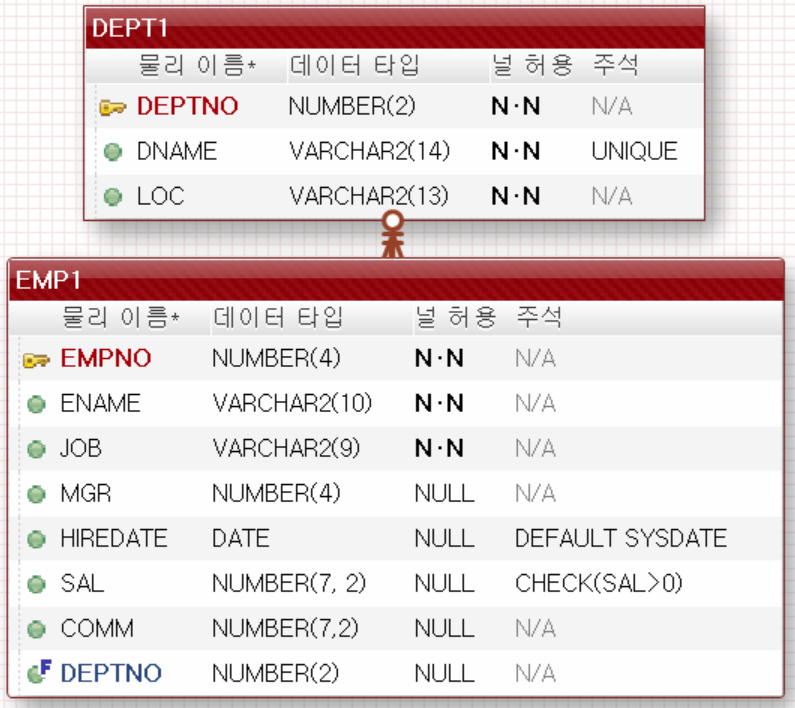 DEPT1
물리 이름* 데이터 타입 널 허용 주석
DEPTNO NUMBER(2) N·N N/A
DNAME VARCHAR2(14) N·N UNIQUE
LOC VARCHAR2(13) N·N N/A
EMP1
물리 이름* 데이터 타입 널 허용 주석
EMPNO NUMBER(4) N·N N/A
ENAME VARCHAR2(10) N·N N/A
JOB VARCHAR2(9) N·N N/A
MGR NUMBER(4) NULL N/A
HIREDATE DATE NULL DEFAULT SYSDATE
SAL NUMBER(7, 2) NULL CHECK(SAL>0)
COMM NUMBER(7,2) NULL N/A
F DEPTNO NUMBER(2) NULL N/A